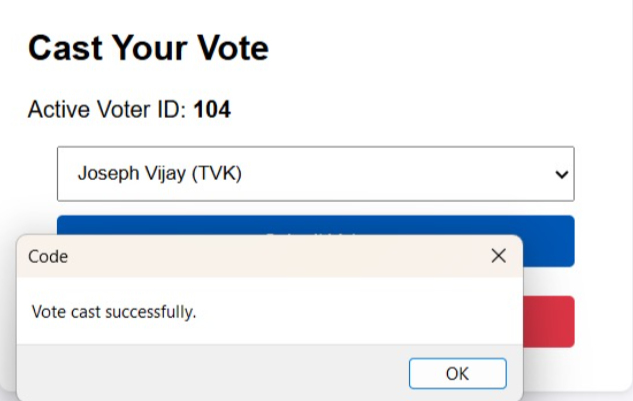 Cast Your Vote
Active Voter ID: 104
Joseph Vijay (TVK)
Code
Vote cast successfully.
OK